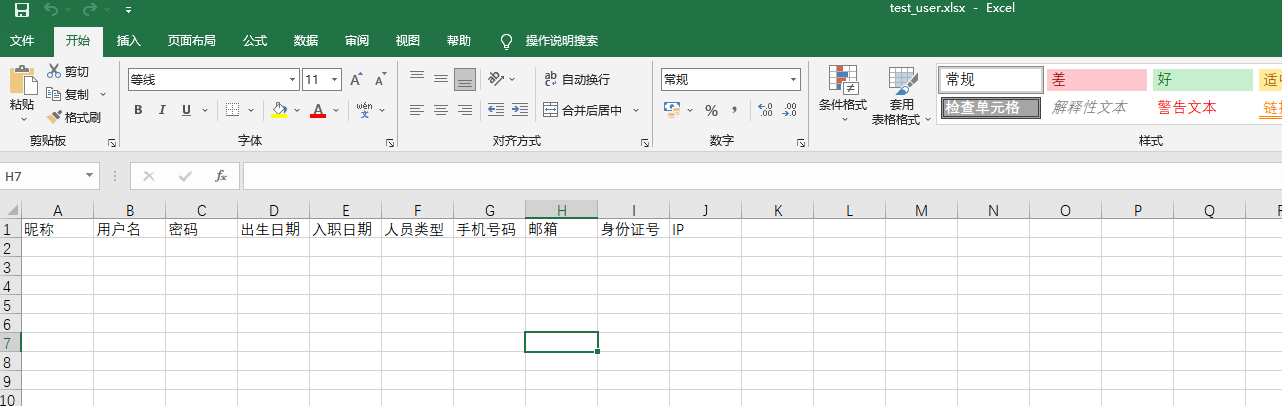 test_user.xlsx - Excel
文件 开始 插入 页面布局 公式 数据 审阅 视图 帮助 操作说明搜索
粘贴 剪切 复制 格式刷
剪贴板
等线 11 A A
B I U A wén 文
字体
ab 自动换行
合并后居中
对齐方式
常规
% , .00
数字
条件格式 套用 表格格式
常规 差 好 适中
检查单元格 解释性文本 警告文本 链接
样式
H7 fx
A B C D E F G H I J K L M N O P Q R
1 昵称 用户名 密码 出生日期 入职日期 人员类型 手机号码 邮箱 身份证号 IP
2
3
4
5
6
7
8
9
10